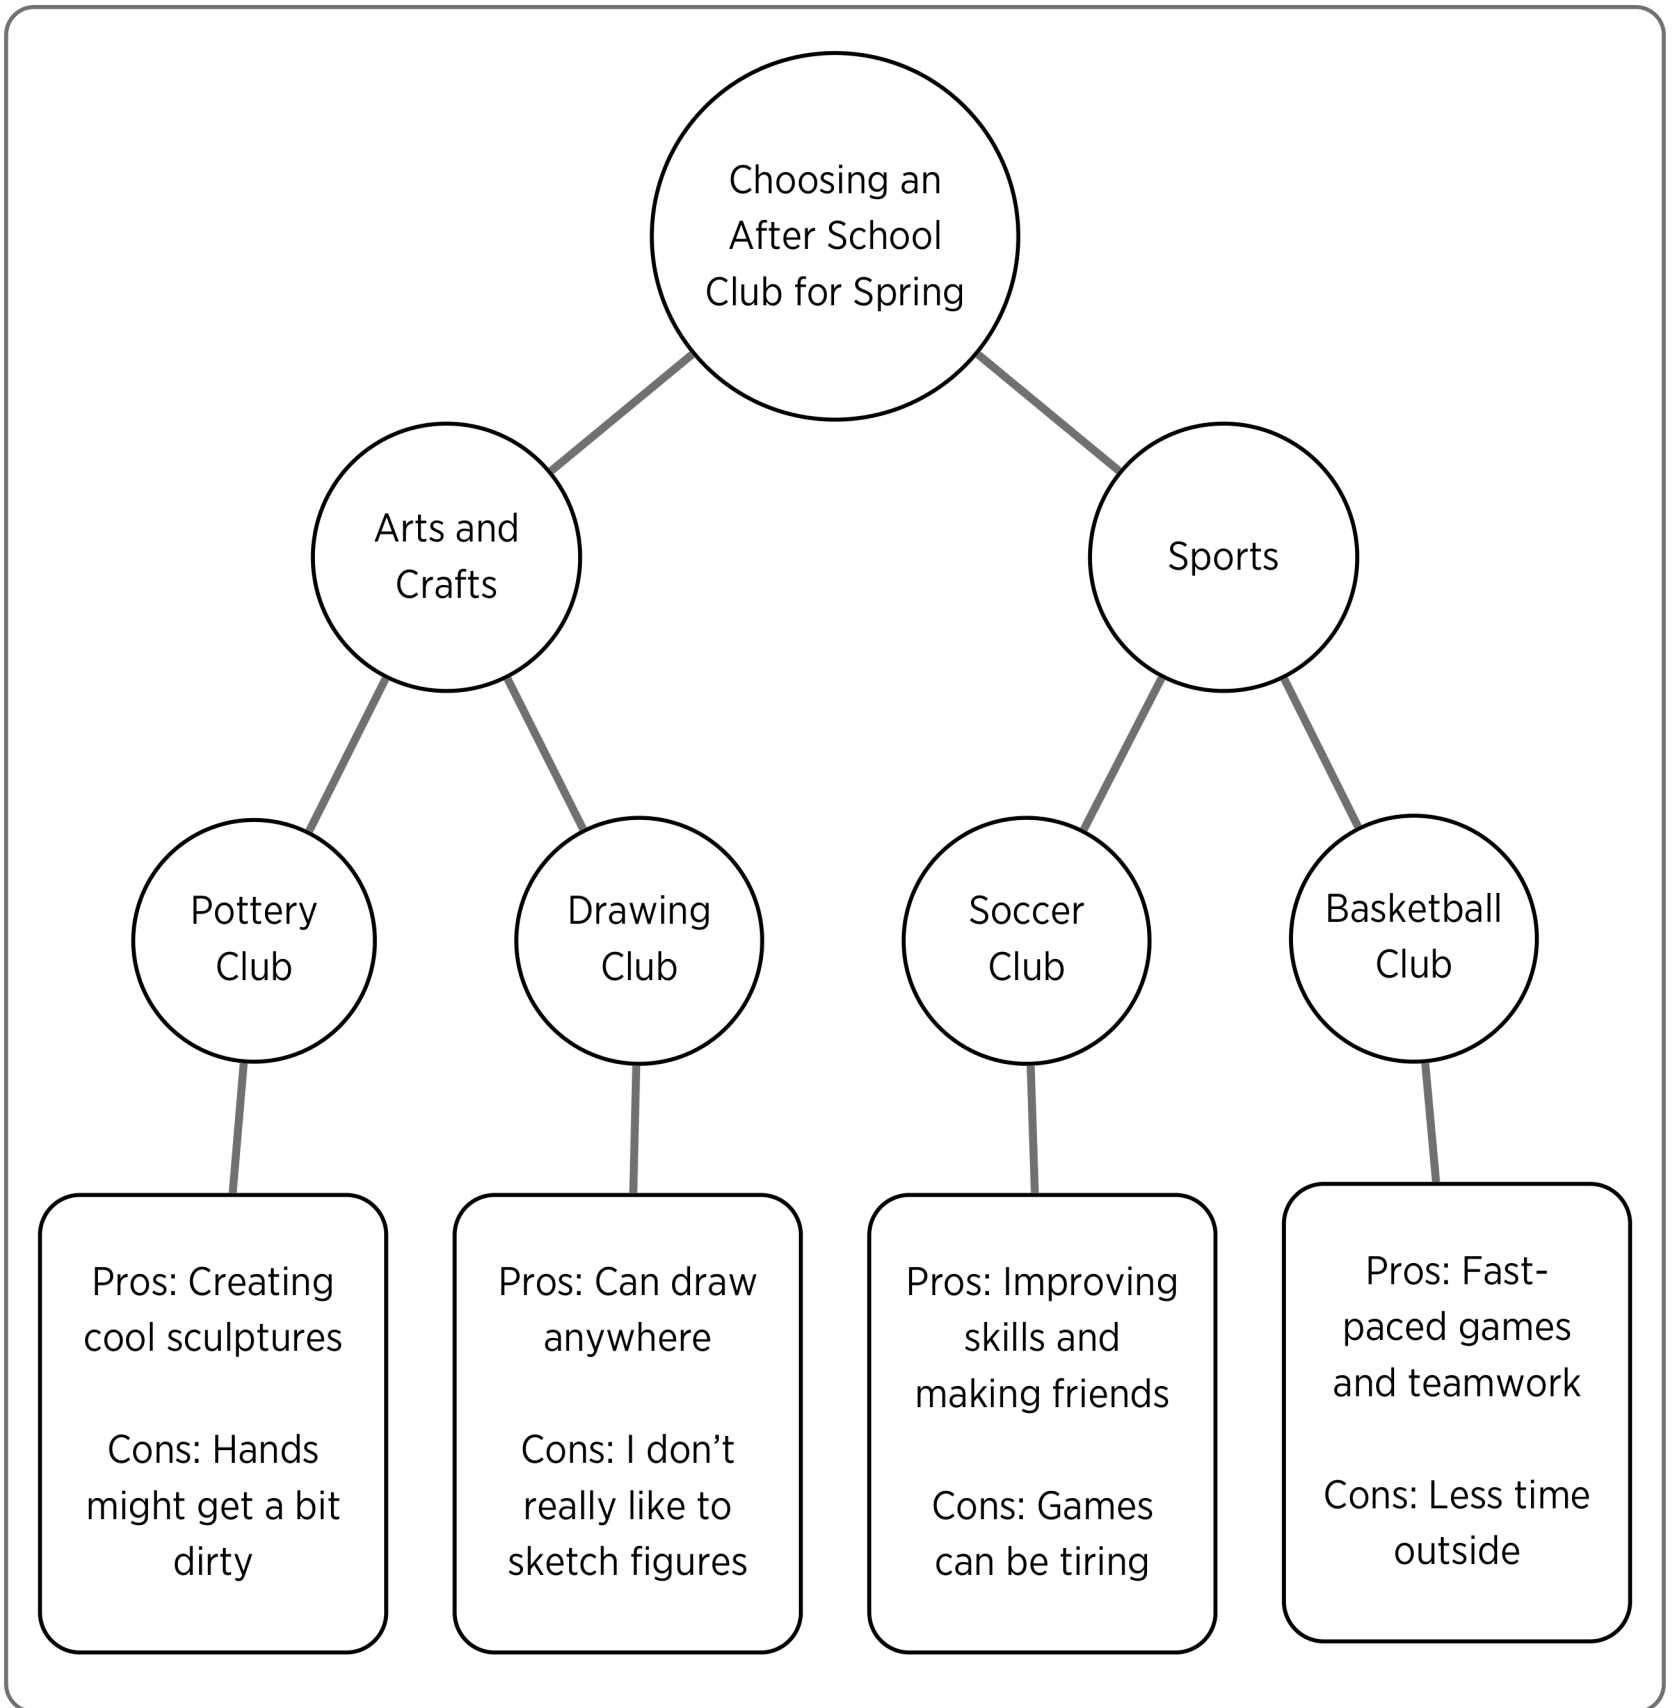 Choosing an
After School
Club for Spring
Arts and
Crafts
Sports
Pottery
Club
Drawing
Club
Soccer
Club
Basketball
Club
Pros: Creating
cool sculptures
Cons: Hands
might get a bit
dirty
Pros: Can draw
anywhere
Cons: I don’t
really like to
sketch figures
Pros: Improving
skills and
making friends
Cons: Games
can be tiring
Pros: Fast-
paced games
and teamwork
Cons: Less time
outside